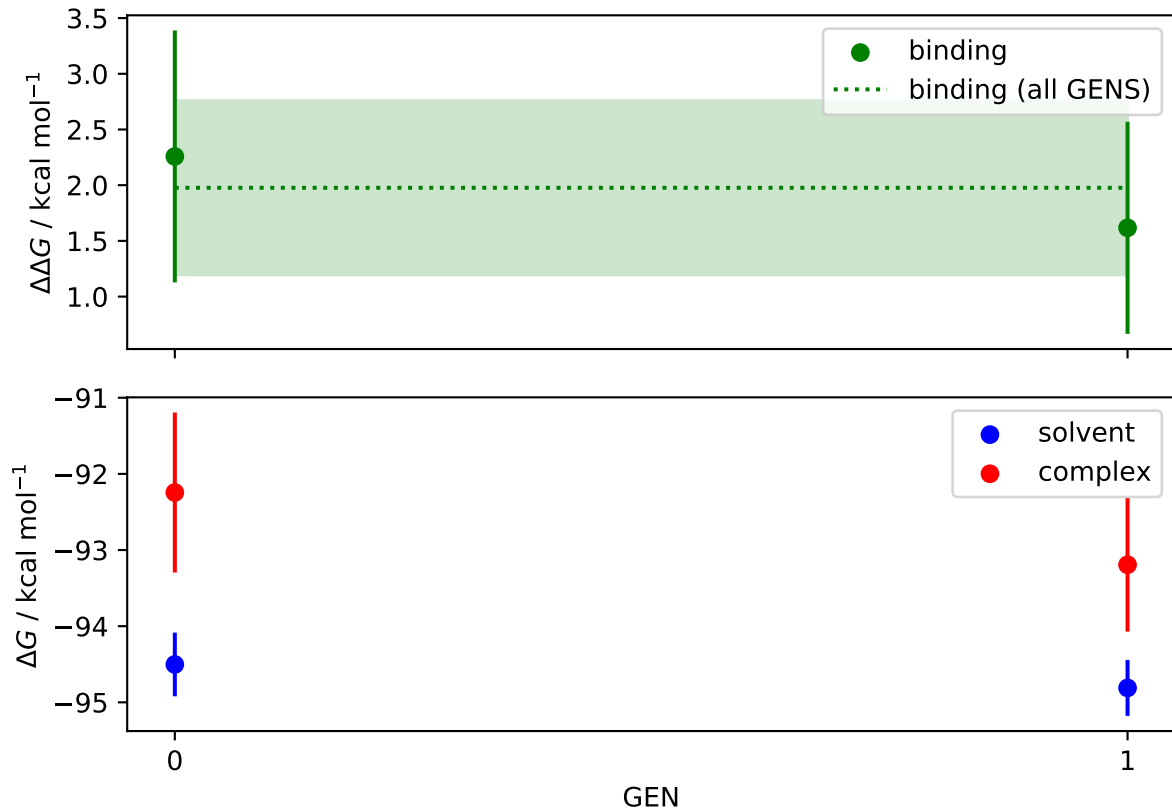 3.5
3.0
2.5
2.0
1.5
1.0
ΔΔG / kcal mol⁻¹
binding
binding (all GENS)
−91
−92
−93
−94
−95
ΔG / kcal mol⁻¹
solvent
complex
0
1
GEN